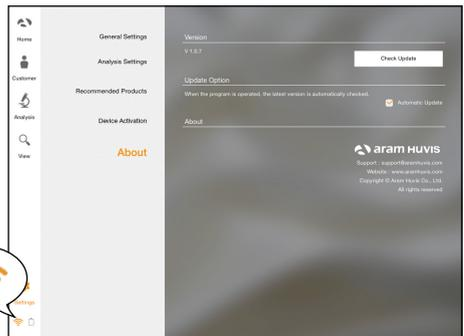 Home
Customer
Analysis
View
Settings
General Settings
Analysis Settings
Recommended Products
Device Activation
About
Version
V 1.0.7
Check Update
Update Option
When the program is operated, the latest version is automatically checked.
Automatic Update
About
aram HUVIS
Support : support@aramhuvis.com
Website : www.aramhuvis.com
Copyright © Aram Huvis Co., Ltd.
All rights reserved